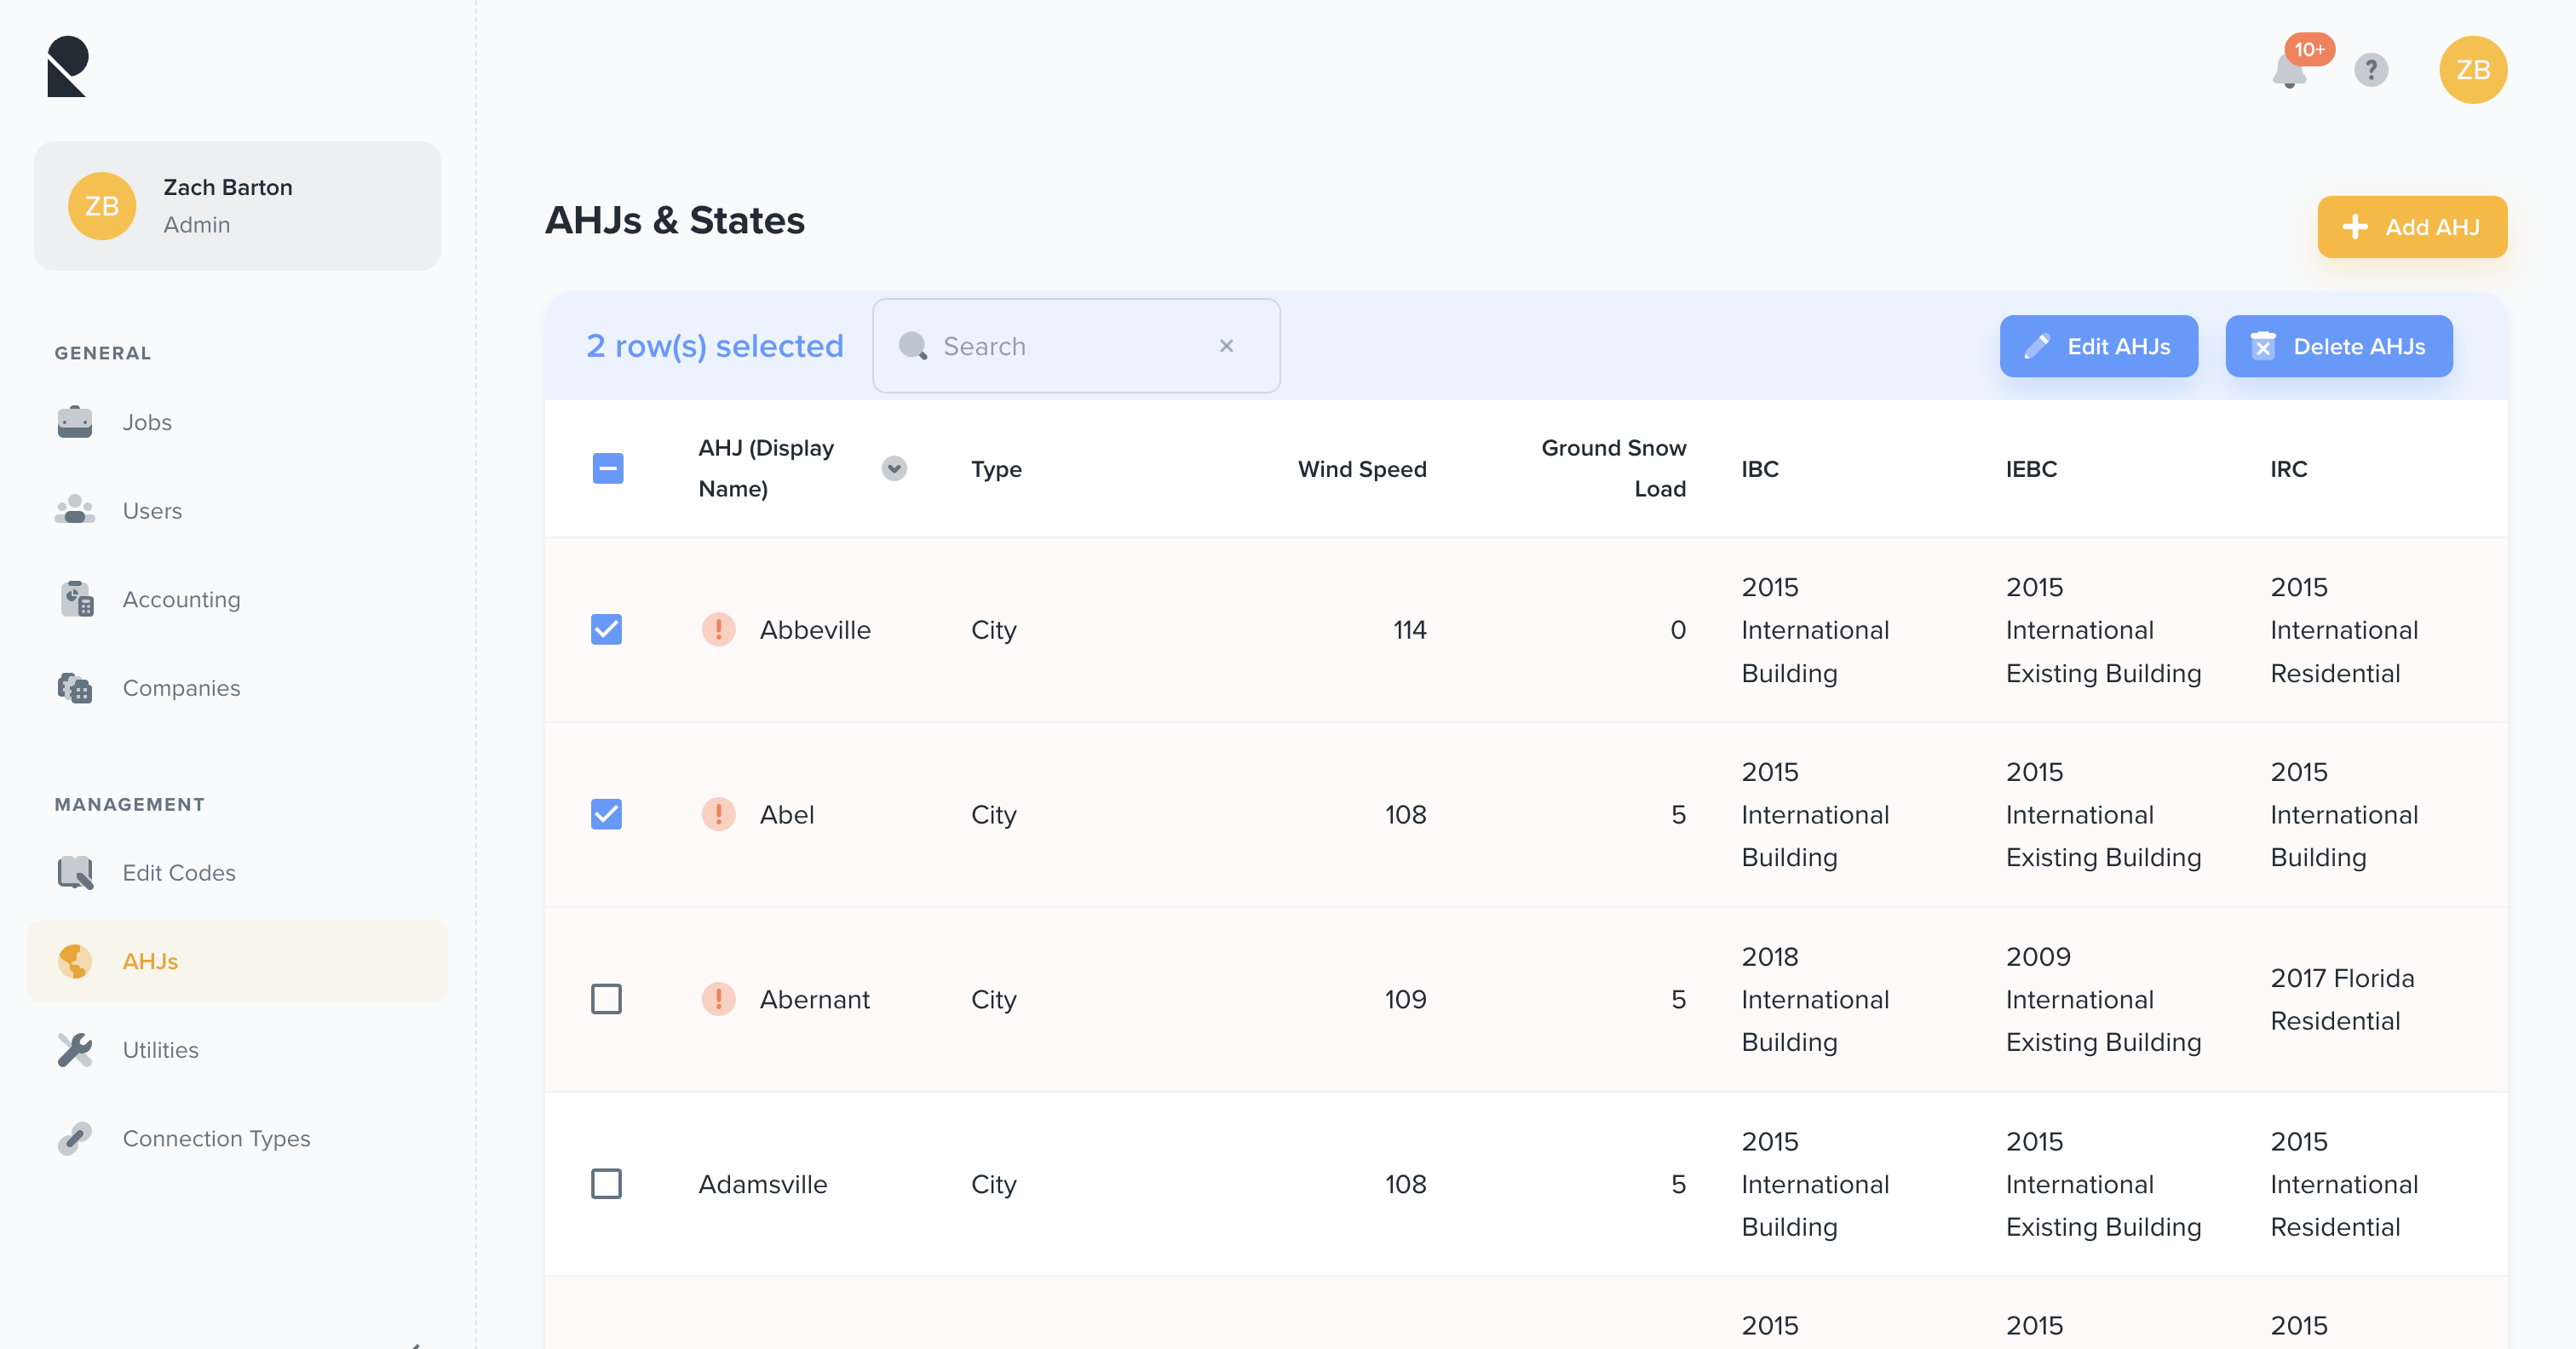 10+
?
ZB
ZB
Zach Barton
Admin
GENERAL
Jobs
Users
Accounting
Companies
MANAGEMENT
Edit Codes
AHJs
Utilities
Connection Types
AHJs & States
Add AHJ
2 row(s) selected
Search
Edit AHJs
Delete AHJs
AHJ (Display
Name)
Type
Wind Speed
Ground Snow
Load
IBC
IEBC
IRC
Abbeville
City
114
0
2015
International
Building
2015
International
Existing Building
2015
International
Residential
Abel
City
108
5
2015
International
Building
2015
International
Existing Building
2015
International
Building
Abernant
City
109
5
2018
International
Building
2009
International
Existing Building
2017 Florida
Residential
Adamsville
City
108
5
2015
International
Building
2015
International
Existing Building
2015
International
Residential
2015
2015
2015